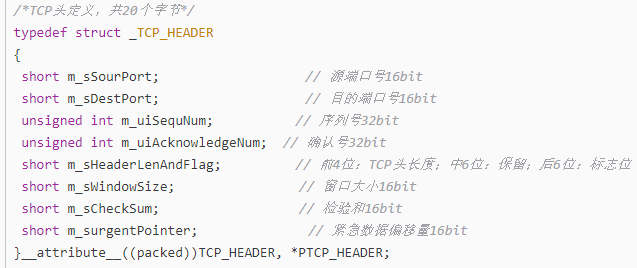 /*TCP头定义，共20个字节*/
typedef struct _TCP_HEADER
{
short m_sSourPort; // 源端口号16bit
short m_sDestPort; // 目的端口号16bit
unsigned int m_uiSequNum; // 序列号32bit
unsigned int m_uiAcknowledgeNum; // 确认号32bit
short m_sHeaderLenAndFlag; // 前4位：TCP头长度；中6位：保留；后6位：标志位
short m_sWindowSize; // 窗口大小16bit
short m_sCheckSum; // 检验和16bit
short m_surgentPointer; // 紧急数据偏移量16bit
}__attribute__((packed))TCP_HEADER, *PTCP_HEADER;